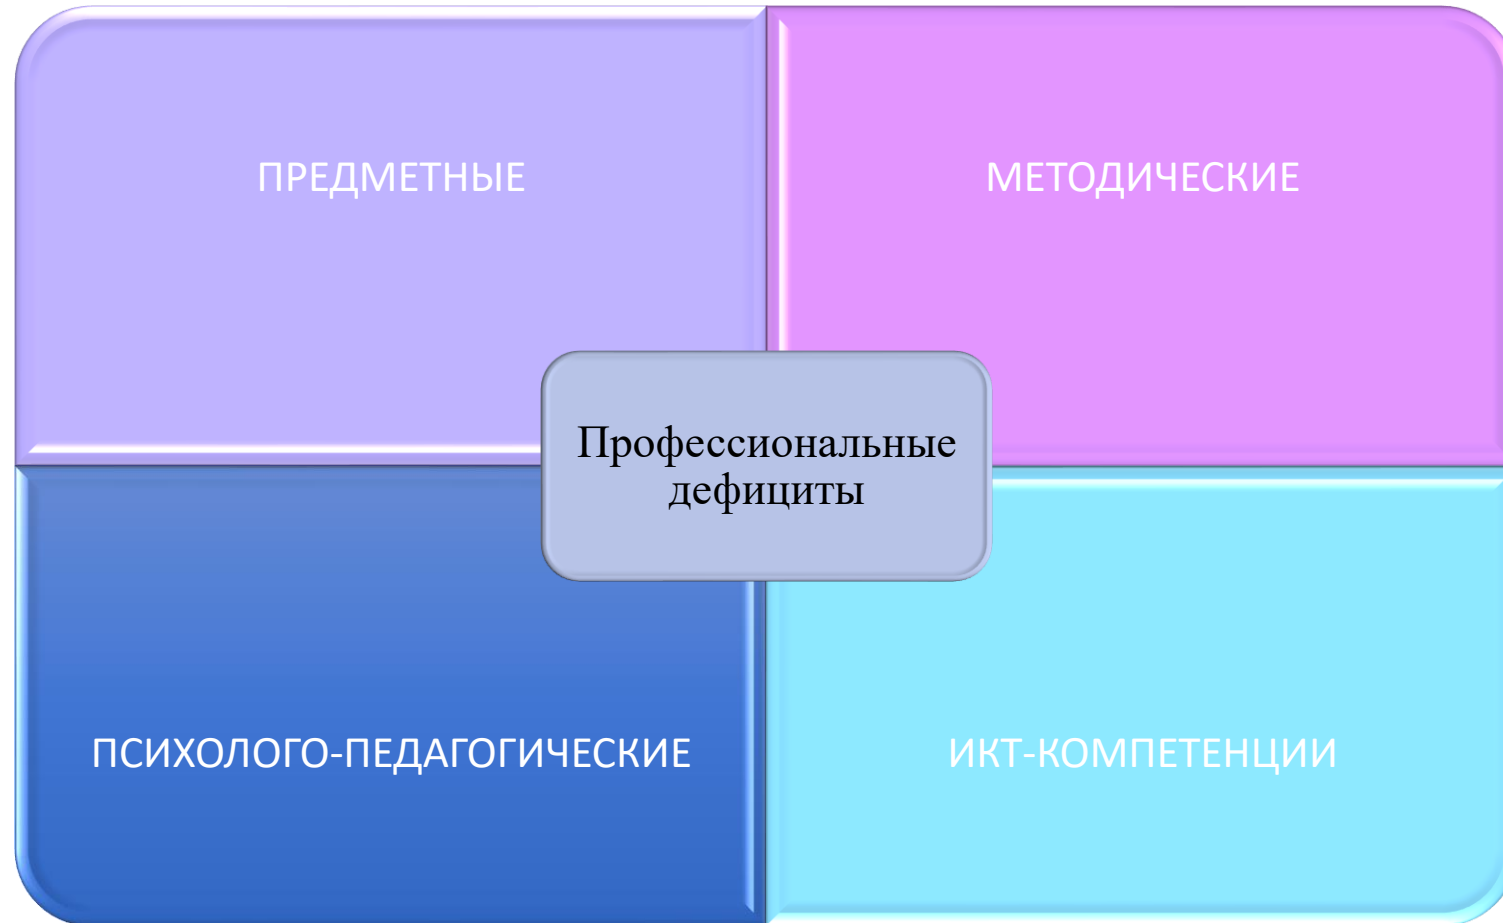 ПРЕДМЕТНЫЕ
МЕТОДИЧЕСКИЕ
Профессиональные
дефициты
ПСИХОЛОГО-ПЕДАГОГИЧЕСКИЕ
ИКТ-КОМПЕТЕНЦИИ